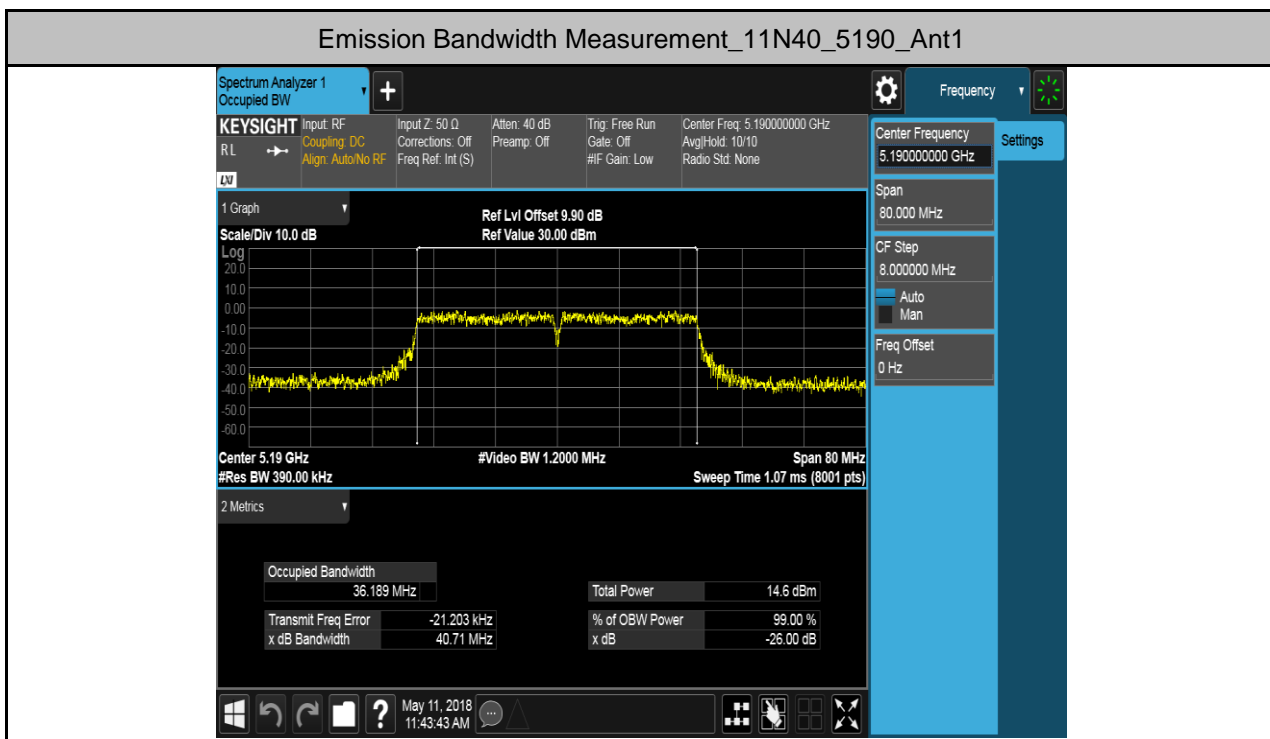 Emission Bandwidth Measurement_11N40_5190_Ant1
Spectrum Analyzer 1
Occupied BW
+
Frequency
KEYSIGHT
RL
LXI
Input: RF
Coupling: DC
Align: Auto/No RF
Input Z: 50 Ω
Corrections: Off
Freq Ref: Int (S)
Atten: 40 dB
Preamp: Off
Trig: Free Run
Gate: Off
#IF Gain: Low
Center Freq: 5.190000000 GHz
Avg|Hold: 10/10
Radio Std: None
Center Frequency
5.190000000 GHz
Settings
Span
80.000 MHz
CF Step
8.000000 MHz
Auto
Man
Freq Offset
0 Hz
1 Graph
Scale/Div 10.0 dB
Ref Lvl Offset 9.90 dB
Ref Value 30.00 dBm
Log
20.0
10.0
0.00
-10.0
-20.0
-30.0
-40.0
-50.0
-60.0
Center 5.19 GHz
#Video BW 1.2000 MHz
Span 80 MHz
#Res BW 390.00 kHz
Sweep Time 1.07 ms (8001 pts)
2 Metrics
Occupied Bandwidth
36.189 MHz
Total Power 14.6 dBm
Transmit Freq Error -21.203 kHz
% of OBW Power 99.00 %
x dB Bandwidth 40.71 MHz
x dB -26.00 dB
?
May 11, 2018
11:43:43 AM